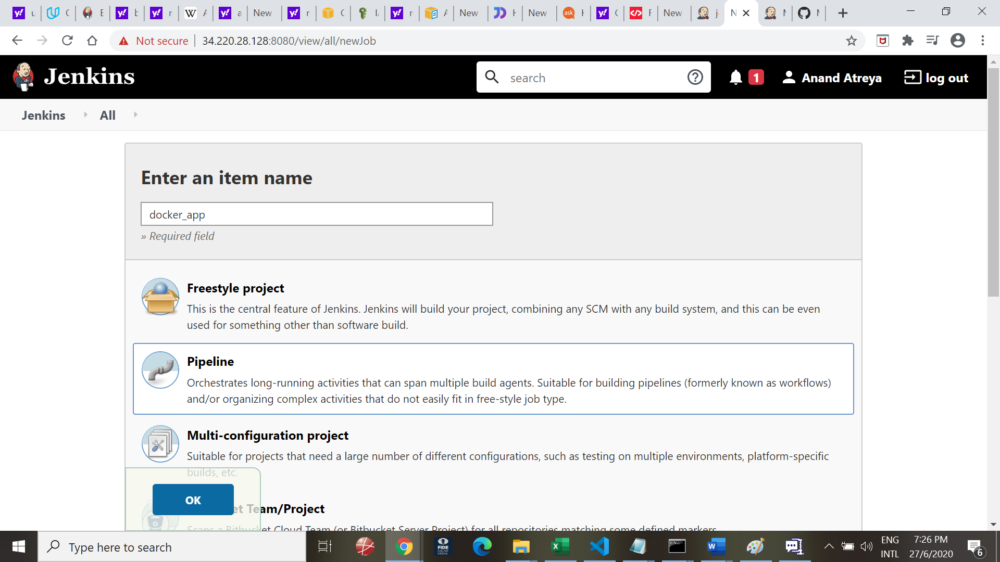 New
New
New
New
Not secure
34.220.28.128:8080/view/all/newJob
Jenkins
search
1
Anand Atreya
log out
Jenkins
All
Enter an item name
docker_app
» Required field
Freestyle project
This is the central feature of Jenkins. Jenkins will build your project, combining any SCM with any build system, and this can be even
used for something other than software build.
Pipeline
Orchestrates long-running activities that can span multiple build agents. Suitable for building pipelines (formerly known as workflows)
and/or organizing complex activities that do not easily fit in free-style job type.
Multi-configuration project
Suitable for projects that need a large number of different configurations, such as testing on multiple environments, platform-specific
builds, etc.
OK
et Team/Project
Scans a Bitbucket Cloud Team (or Bitbucket Server Project) for all repositories matching some defined markers.
Type here to search
FIDE
ONLINE
ARENA
ENG
INTL
7:26 PM
27/6/2020
6